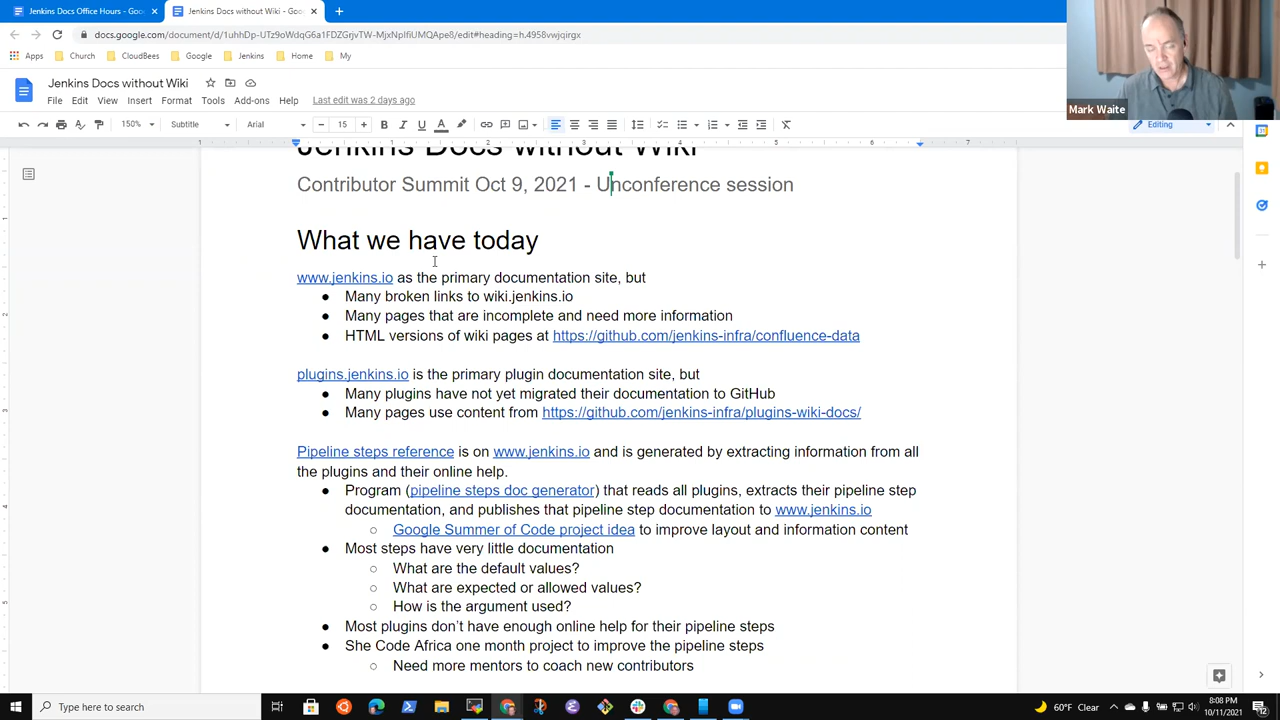 Jenkins Docs Office Hours - Goo
Jenkins Docs without Wiki - Goo
docs.google.com/document/d/1uhhDp-UTz9oWdqG6a1FDZGrjvTW-MjxNpIfiUMQApe8/edit#heading=h.4958vwjqirgx
Apps Church CloudBees Google Jenkins Home My
Jenkins Docs without Wiki
File Edit View Insert Format Tools Add-ons Help Last edit was 2 days ago
150% Subtitle Arial 15 Editing
Mark Waite
Jenkins Docs without Wiki
Contributor Summit Oct 9, 2021 - Unconference session
What we have today
www.jenkins.io as the primary documentation site, but
● Many broken links to wiki.jenkins.io
● Many pages that are incomplete and need more information
● HTML versions of wiki pages at https://github.com/jenkins-infra/confluence-data
plugins.jenkins.io is the primary plugin documentation site, but
● Many plugins have not yet migrated their documentation to GitHub
● Many pages use content from https://github.com/jenkins-infra/plugins-wiki-docs/
Pipeline steps reference is on www.jenkins.io and is generated by extracting information from all
the plugins and their online help.
● Program (pipeline steps doc generator) that reads all plugins, extracts their pipeline step
documentation, and publishes that pipeline step documentation to www.jenkins.io
○ Google Summer of Code project idea to improve layout and information content
● Most steps have very little documentation
○ What are the default values?
○ What are expected or allowed values?
○ How is the argument used?
● Most plugins don't have enough online help for their pipeline steps
● She Code Africa one month project to improve the pipeline steps
○ Need more mentors to coach new contributors
Type here to search
60°F Clear
8:08 PM
10/11/2021
12